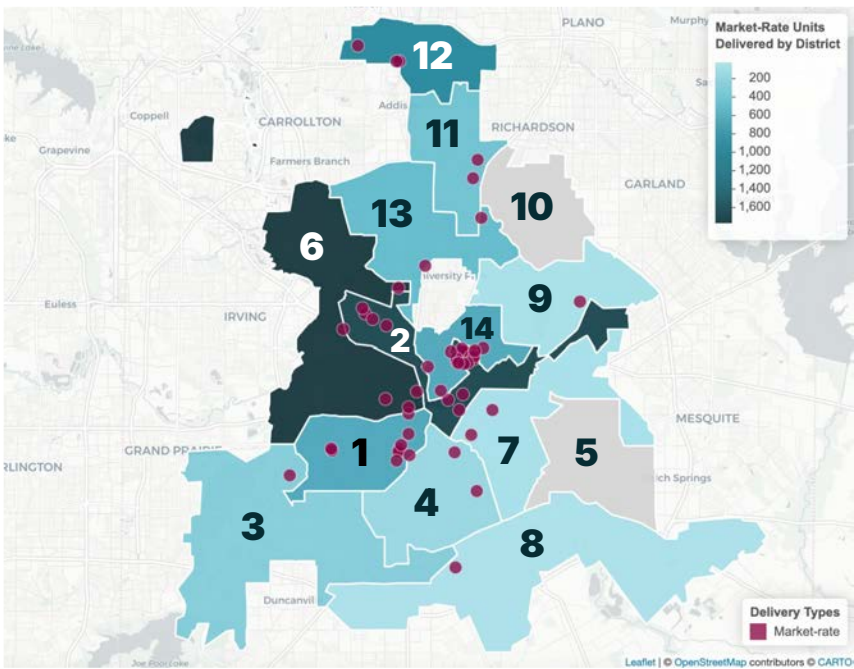 PLANO
Murphy
Market-Rate Units
Delivered by District
200
400
600
800
1,000
1,200
1,400
1,600
12
Addis
Coppell
CARROLLTON
11
RICHARDSON
Grapevine
Farmers Branch
10
GARLAND
13
6
University P
9
Euless
IRVING
14
2
MESQUITE
GRAND PRAIRIE
RLINGTON
1
7
5
ch Springs
4
3
8
Duncanvil
Joe Pool Lake
Delivery Types
Market-rate
Leaflet | © OpenStreetMap contributors © CARTO